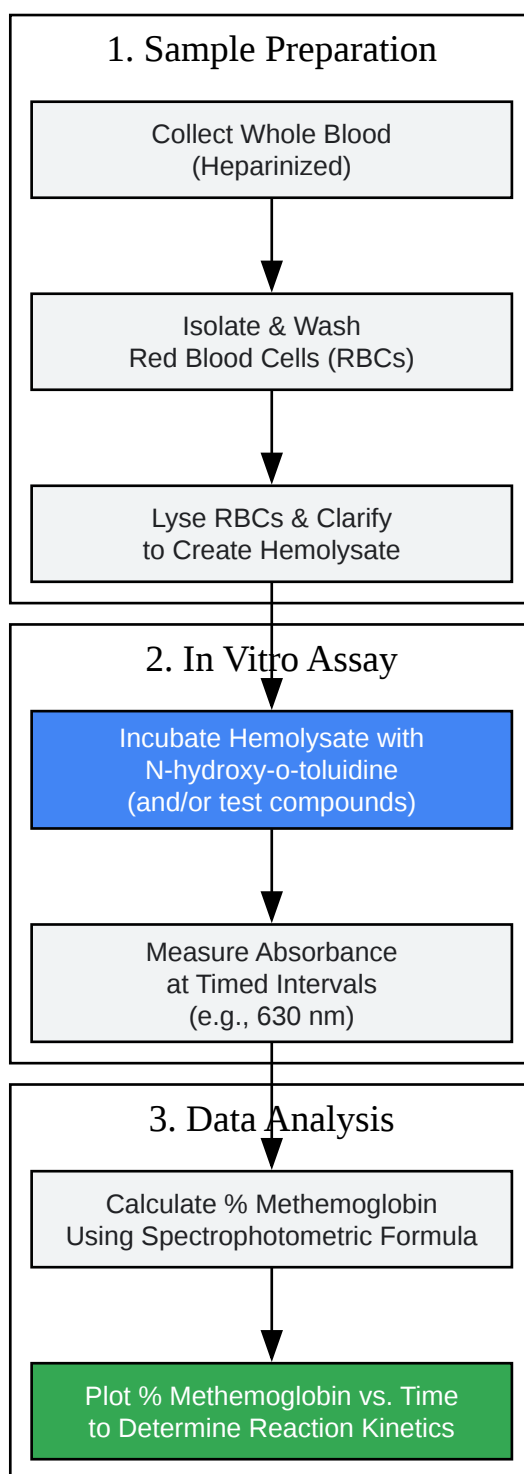 1. Sample Preparation
Collect Whole Blood
(Heparinized)
Isolate & Wash
Red Blood Cells (RBCs)
Lyse RBCs & Clarify
to Create Hemolysate
2. In Vitro Assay
Incubate Hemolysate with
N-hydroxy-o-toluidine
(and/or test compounds)
Measure Absorbance
at Timed Intervals
(e.g., 630 nm)
3. Data Analysis
Calculate % Methemoglobin
Using Spectrophotometric Formula
Plot % Methemoglobin vs. Time
to Determine Reaction Kinetics